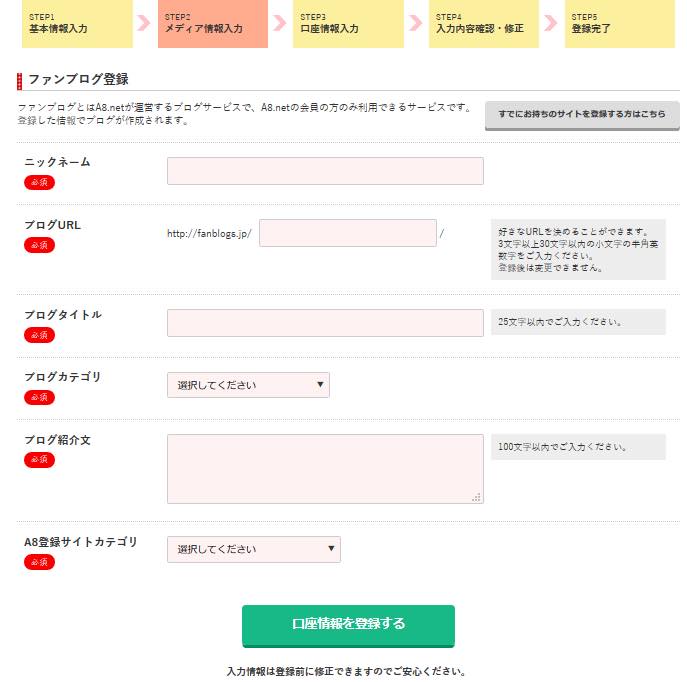 STEP1
基本情報入力
STEP2
メディア情報入力
STEP3
口座情報入力
STEP4
入力内容確認・修正
STEP5
登録完了
ファンブログ登録
ファンブログとはA8.netが運営するブログサービスで、A8.netの会員の方のみ利用できるサービスです。
登録した情報でブログが作成されます。
すでにお持ちのサイトを登録する方はこちら
ニックネーム
必須
ブログURL
必須
http://fanblogs.jp/ /
好きなURLを決めることができます。
3文字以上30文字以内の小文字の半角英
数字をご入力ください。
登録後は変更できません。
ブログタイトル
必須
25文字以内でご入力ください。
ブログカテゴリ
必須
選択してください
ブログ紹介文
必須
100文字以内でご入力ください。
A8登録サイトカテゴリ
必須
選択してください
口座情報を登録する
入力情報は登録前に修正できますのでご安心ください。